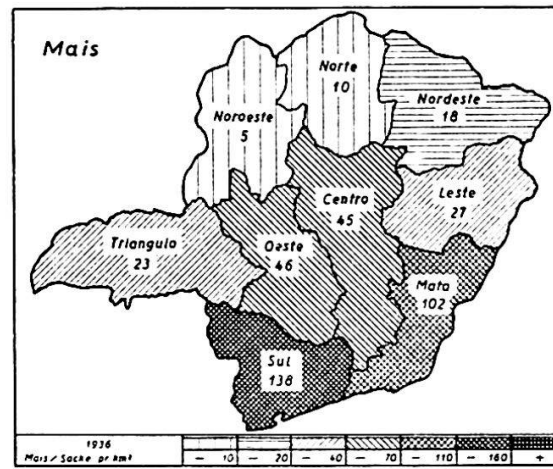 Mais
Norte
10
Nordeste
18
Noroeste
5
Centro
45
Leste
27
Triangulo
23
Oeste
46
Mata
102
Sul
138
1936
Mais / Sacke pr. km²
— 10 — 20 — 40 — 70 — 110 — 160 +